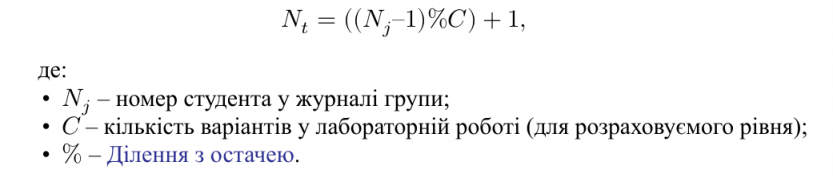 N_t = ((N_j–1)%C) + 1,
де:
• N_j – номер студента у журналі групи;
• C – кількість варіантів у лабораторній роботі (для розраховуємого рівня);
• % – Ділення з остачею.